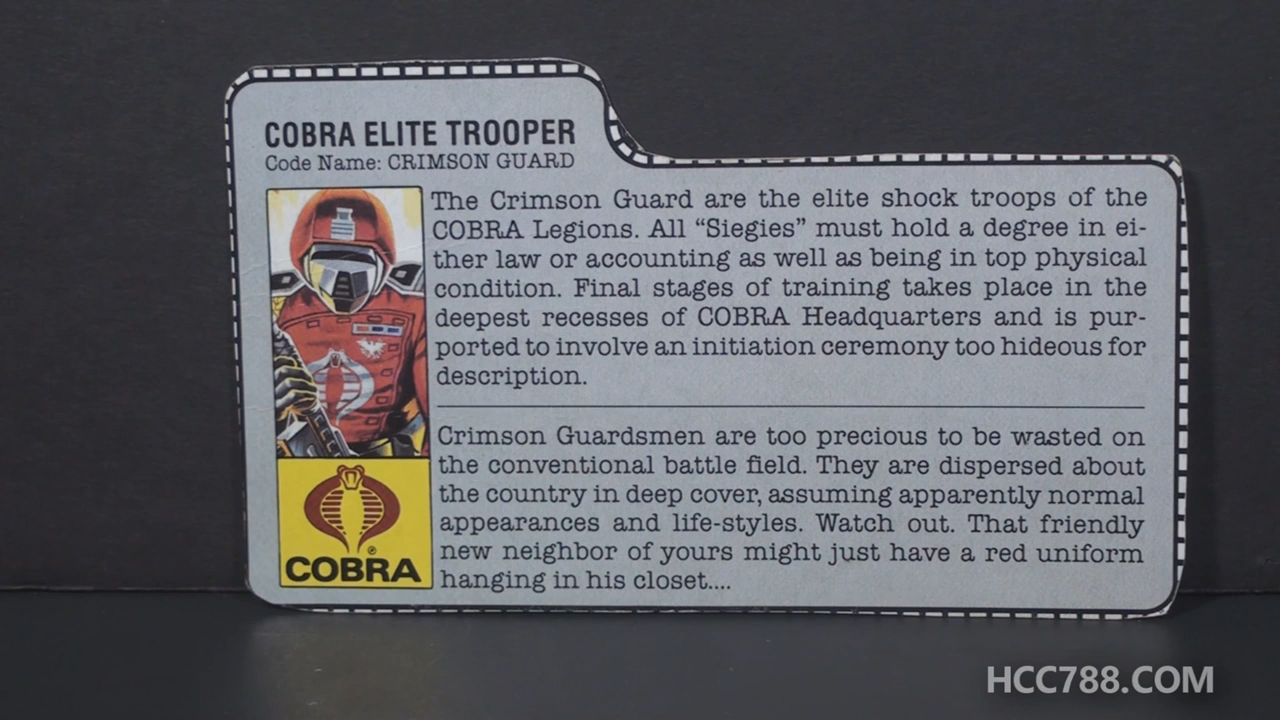 COBRA ELITE TROOPER
Code Name: CRIMSON GUARD
The Crimson Guard are the elite shock troops of the
COBRA Legions. All “Siegies” must hold a degree in ei-
ther law or accounting as well as being in top physical
condition. Final stages of training takes place in the
deepest recesses of COBRA Headquarters and is pur-
ported to involve an initiation ceremony too hideous for
description.
Crimson Guardsmen are too precious to be wasted on
the conventional battle field. They are dispersed about
the country in deep cover, assuming apparently normal
appearances and life-styles. Watch out. That friendly
new neighbor of yours might just have a red uniform
hanging in his closet....
®
COBRA
HCC788.COM